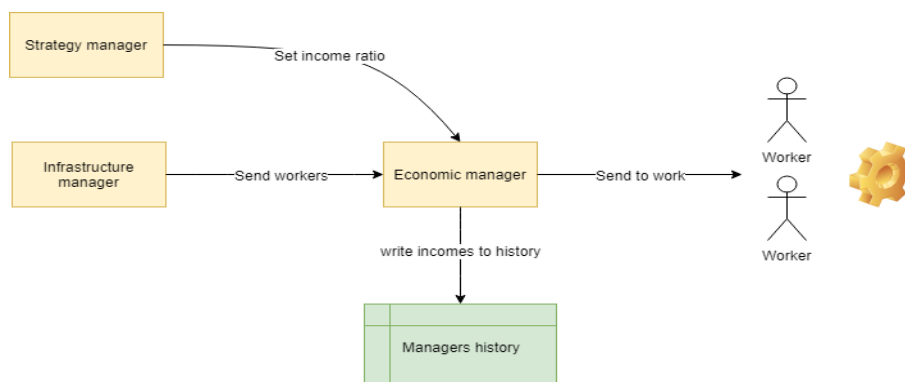 Strategy manager
Set income ratio
Infrastructure
manager
Send workers
Economic manager
Send to work
Worker
Worker
write incomes to history
Managers history